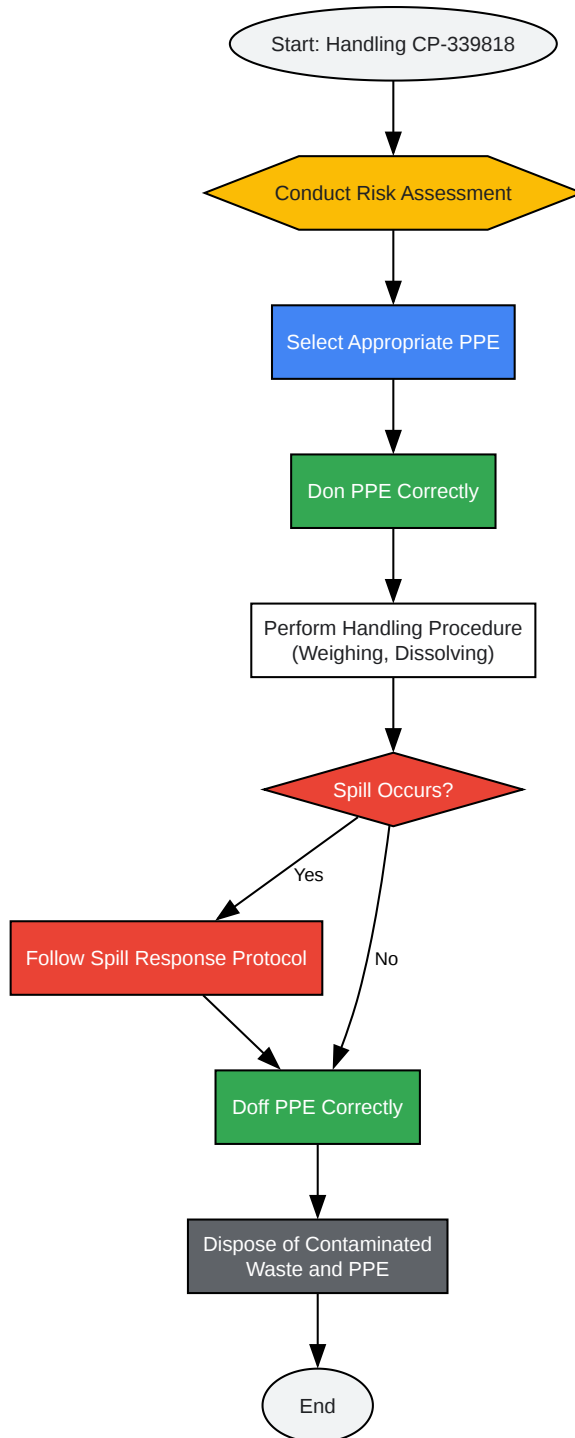 Start: Handling CP-339818
Conduct Risk Assessment
Select Appropriate PPE
Don PPE Correctly
Perform Handling Procedure
(Weighing, Dissolving)
Spill Occurs?
Yes
Follow Spill Response Protocol
No
Doff PPE Correctly
Dispose of Contaminated
Waste and PPE
End